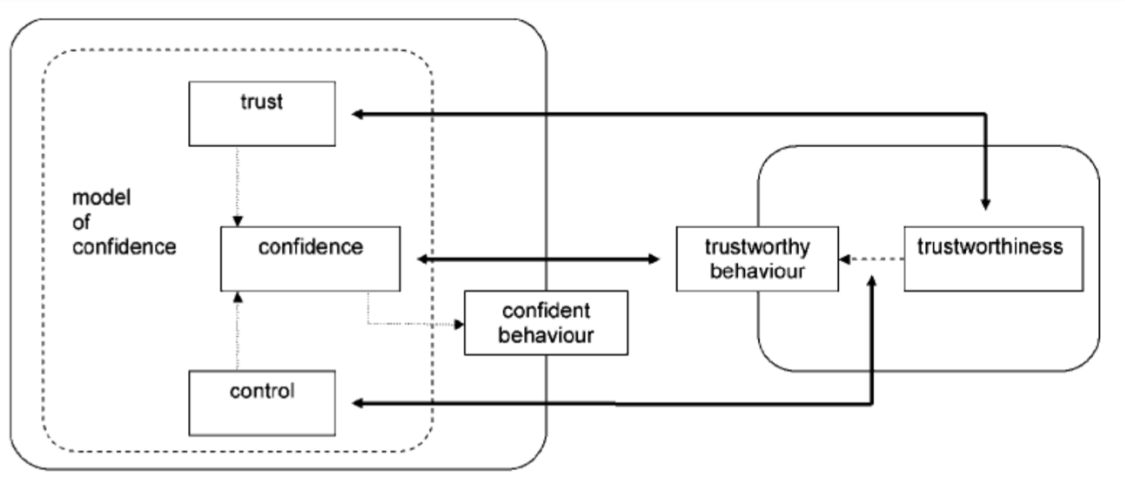 trust
model
of
confidence
confidence
trustworthy
behaviour
trustworthiness
confident
behaviour
control